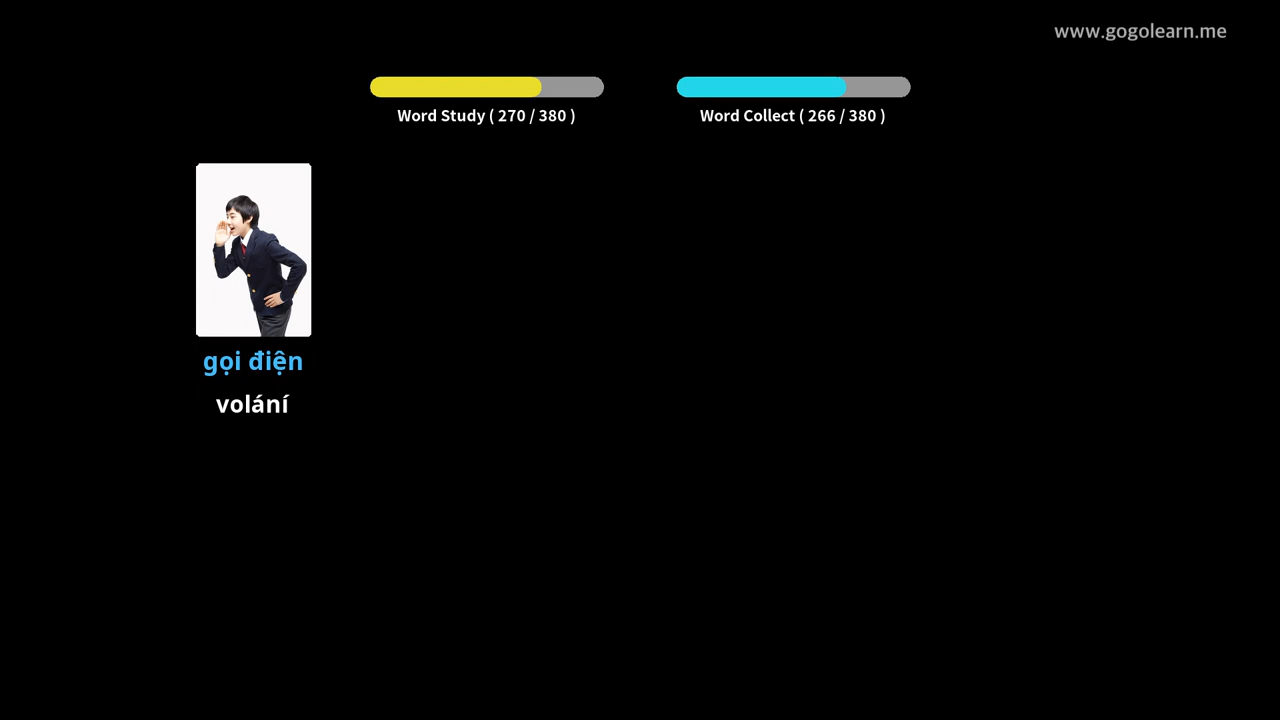 www.gogolearn.me
Word Study ( 270 / 380 )
Word Collect ( 266 / 380 )
gọi điện
volání